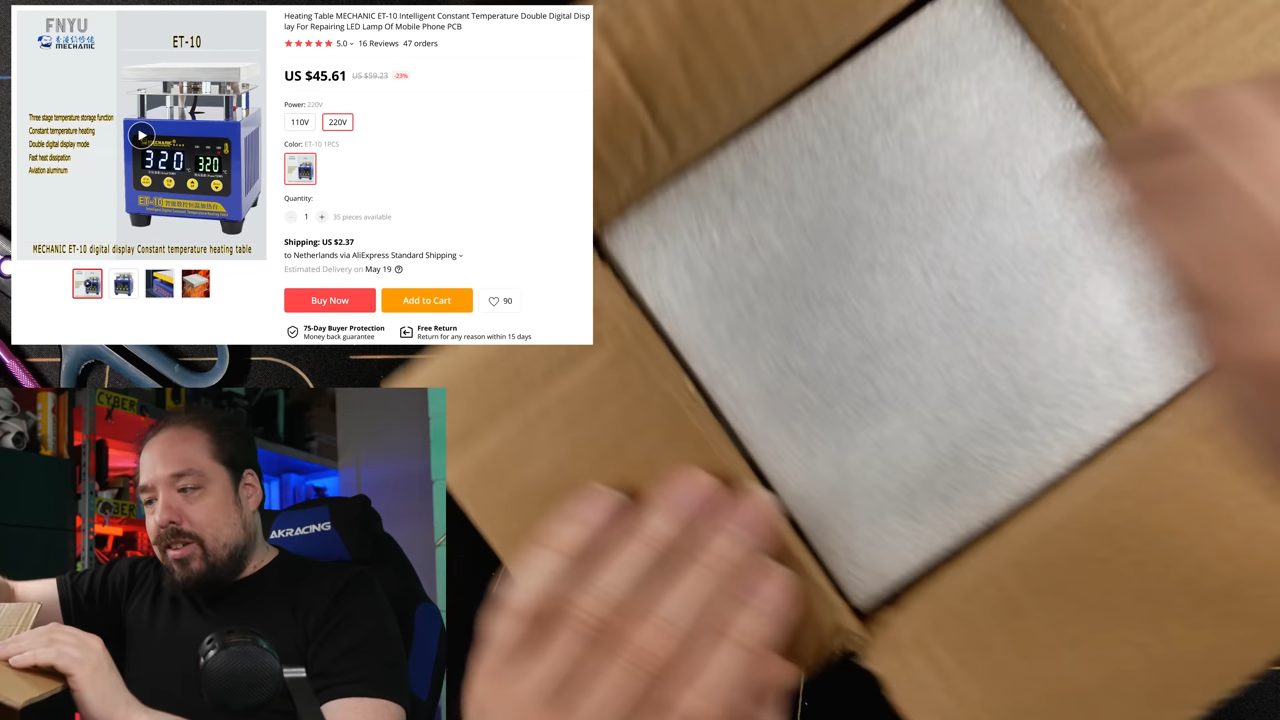 FNYU
MECHANIC
ET-10
Three stage temperature storage function
Constant temperature heating
Double digital display mode
Fast heat dissipation
Aviation aluminum
MECHANIC
320
320
ET-10
MECHANIC ET-10 digital display Constant temperature heating table
Heating Table MECHANIC ET-10 Intelligent Constant Temperature Double Digital Disp
lay For Repairing LED Lamp Of Mobile Phone PCB
5.0 16 Reviews 47 orders
US $45.61 US $59.23 -23%
Power: 220V
110V 220V
Color: ET-10 1PCS
Quantity:
1 + 35 pieces available
Shipping: US $2.37
to Netherlands via AliExpress Standard Shipping
Estimated Delivery on May 19
Buy Now Add to Cart 90
75-Day Buyer Protection
Money back guarantee
Free Return
Return for any reason within 15 days
CYBER
CYBER
AKRACING